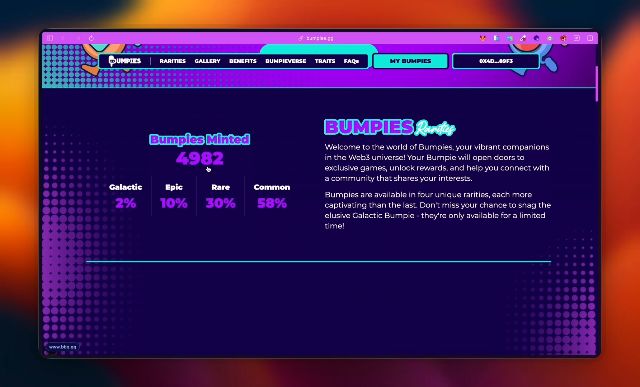 bumpies.gg
BUMPIES RARITIES GALLERY BENEFITS BUMPIEVERSE TRAITS FAQs MY BUMPIES 0X4D...09F3
Bumpies Minted
4982
Galactic Epic Rare Common
2% 10% 30% 58%
BUMPIES Rarities
Welcome to the world of Bumpies, your vibrant companions
in the Web3 universe! Your Bumpie will open doors to
exclusive games, unlock rewards, and help you connect with
a community that shares your interests.
Bumpies are available in four unique rarities, each more
captivating than the last. Don't miss your chance to snag the
elusive Galactic Bumpie - they're only available for a limited
time!